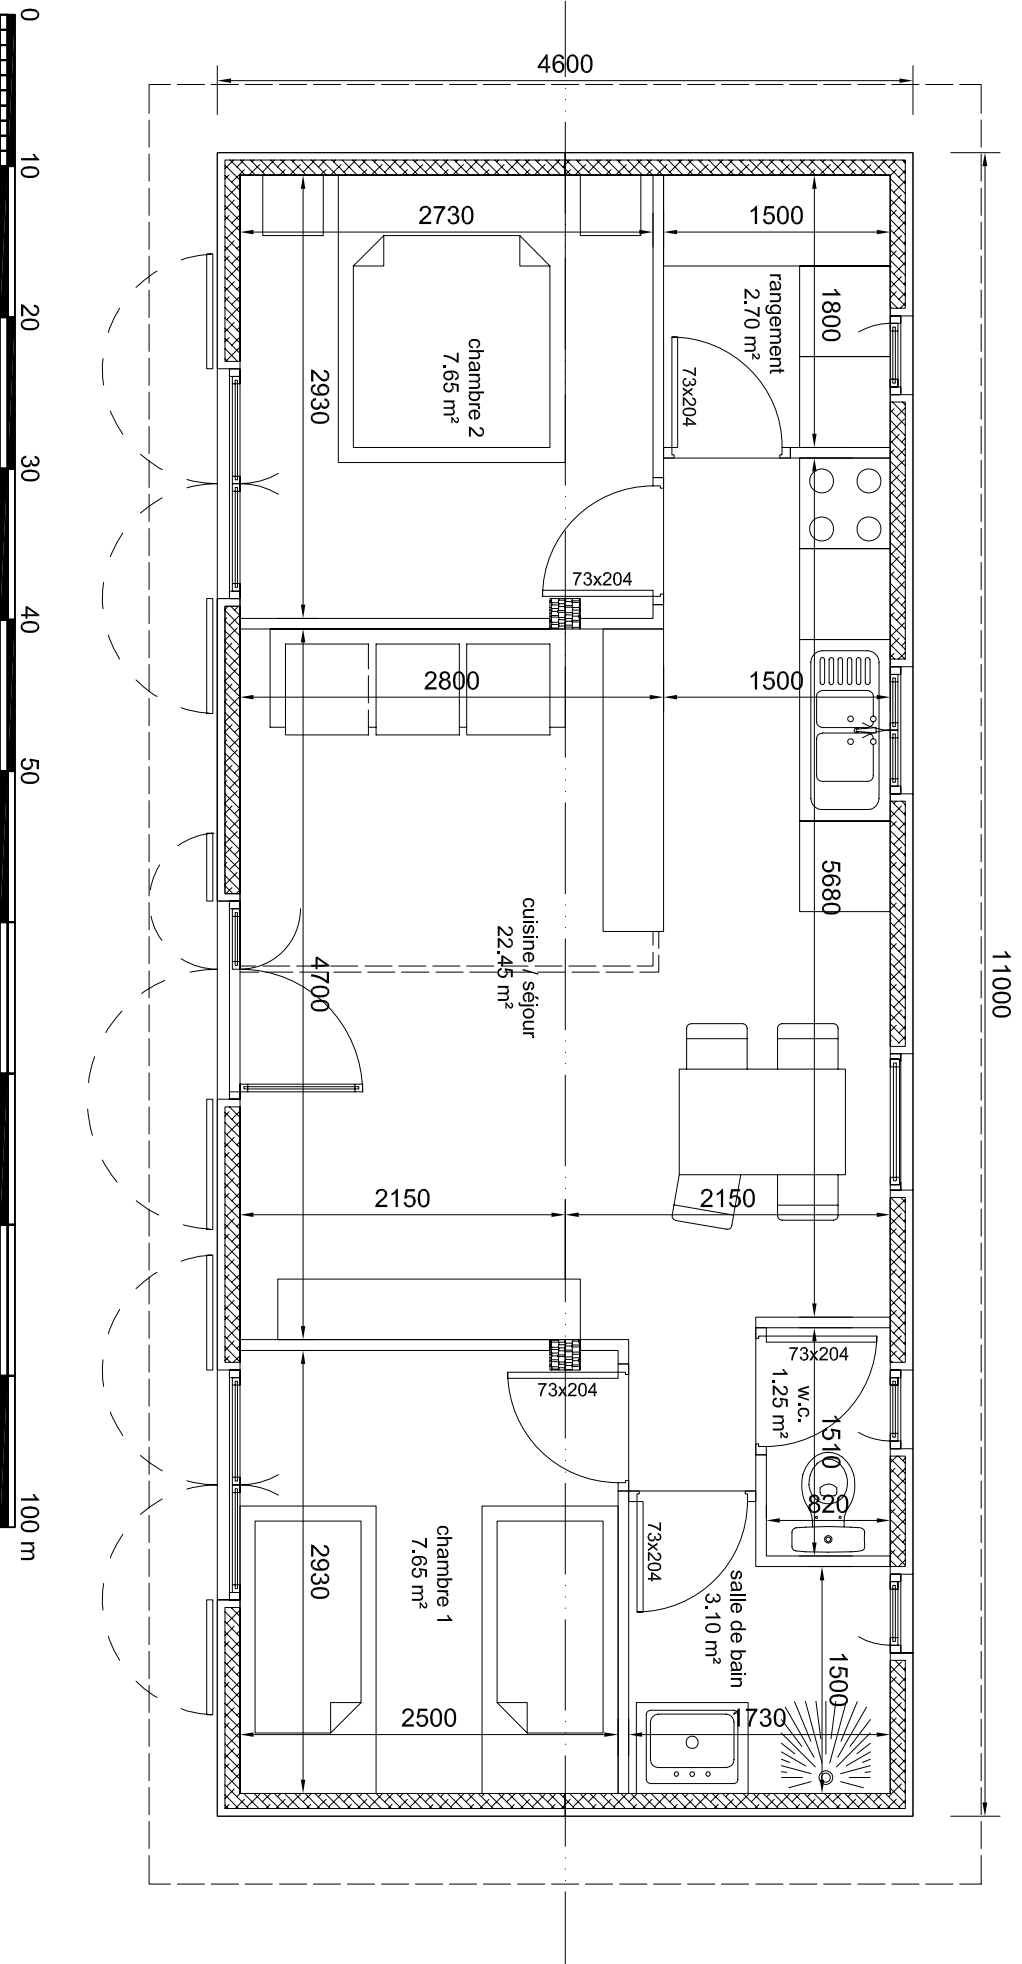 4600
11000
2730
1500
1800
rangement
2.70 m²
73x204
2930
chambre 2
7.65 m²
73x204
2800
1500
5680
cuisine / séjour
22.45 m²
4700
2150
2150
73x204
w.c.
1.25 m²
1510
820
73x204
73x204
salle de bain
3.10 m²
1500
1730
chambre 1
7.65 m²
2930
2500
0
10
20
30
40
50
100 m